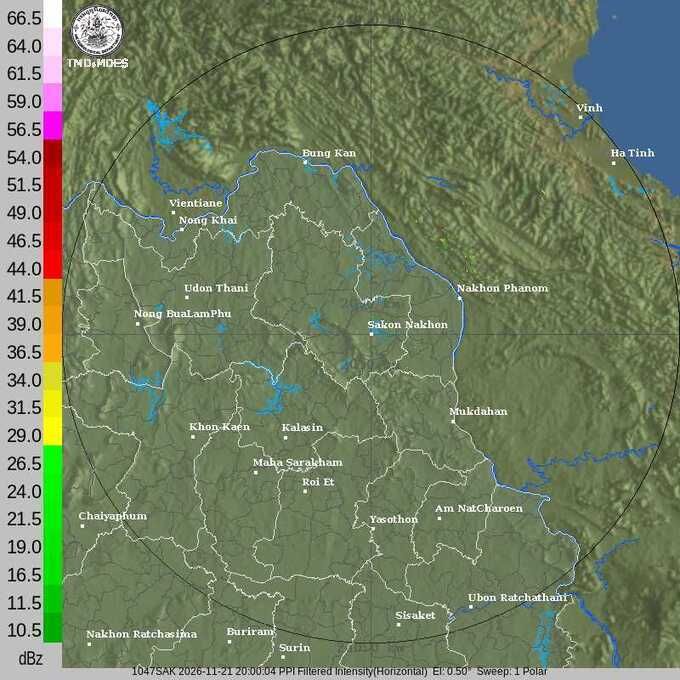 66.5
64.0
61.5
59.0
56.5
54.0
51.5
49.0
46.5
44.0
41.5
39.0
36.5
34.0
31.5
29.0
26.5
24.0
21.5
19.0
16.5
11.5
10.5
dBz
TMD&MDES
Vinh
Ha Tinh
Bung Kan
Vientiane
Nong Khai
Udon Thani
Nakhon Phanom
Nong BuaLamPhu
Sakon Nakhon
Mukdahan
Khon Kaen
Kalasin
Maha Sarakham
Roi Et
Chaiyaphum
Yasothon
Am NatCharoen
Ubon Ratchathani
Sisaket
Nakhon Ratchasima
Buriram
Surin
1047SAK 2026-11-21 20:00:04 PPI Filtered Intensity(Horizontal) El: 0.50° Sweep: 1 Polar